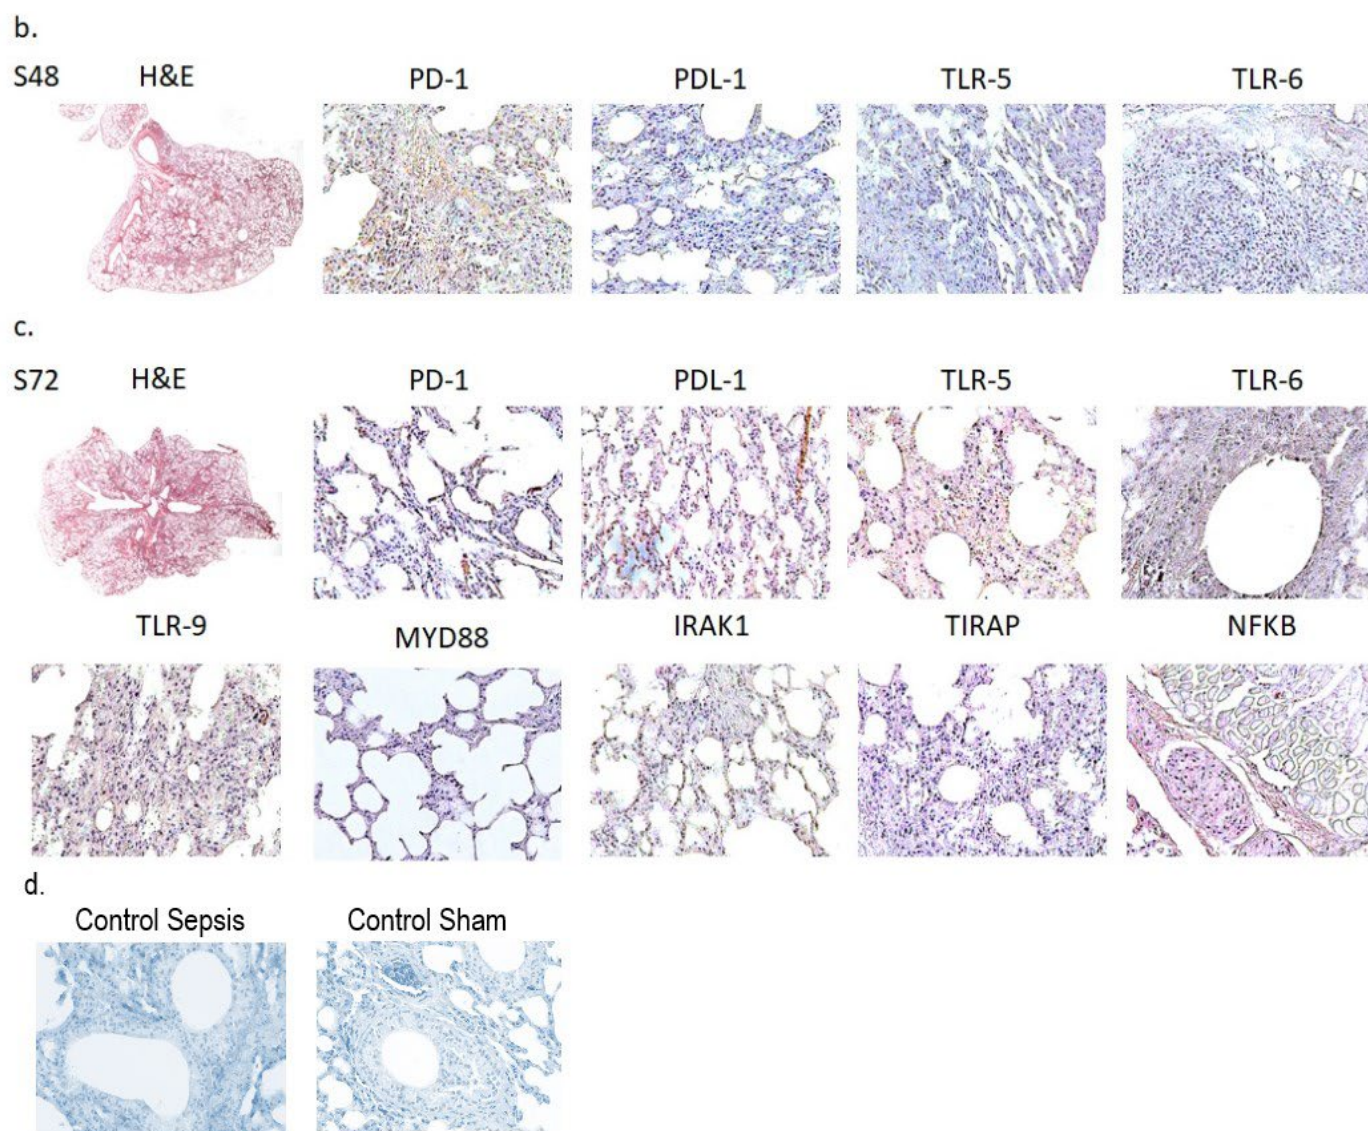 b.
S48 H&E PD-1 PDL-1 TLR-5 TLR-6
c.
S72 H&E PD-1 PDL-1 TLR-5 TLR-6
TLR-9 MYD88 IRAK1 TIRAP NFKB
d.
Control Sepsis Control Sham